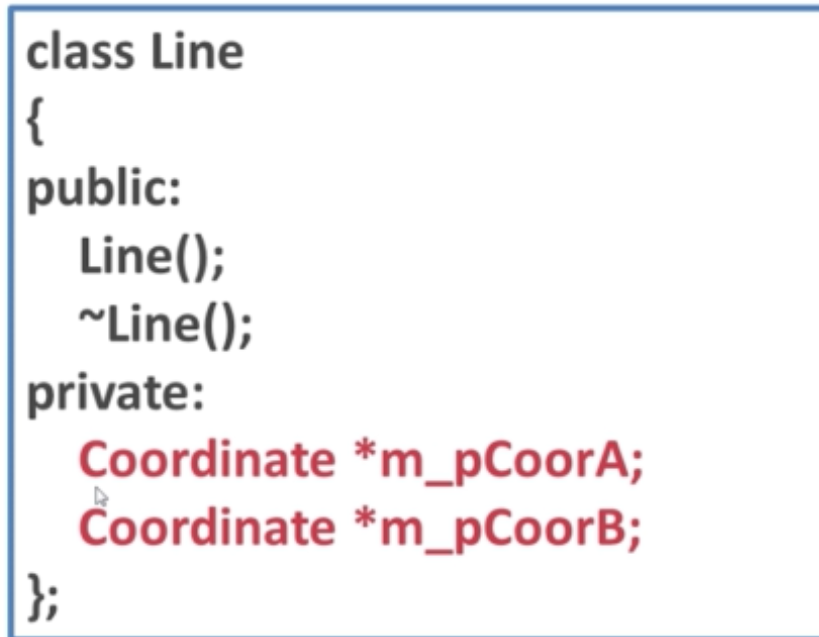 class Line
{
public:
Line();
~Line();
private:
Coordinate *m_pCoorA;
Coordinate *m_pCoorB;
};